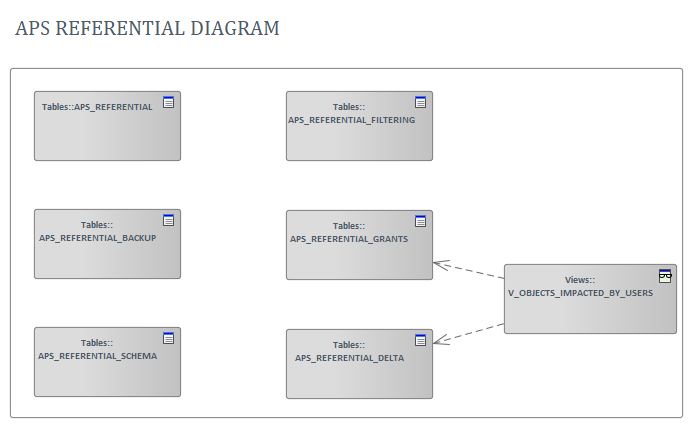 APS REFERENTIAL DIAGRAM
Tables::APS_REFERENTIAL
Tables::
APS_REFERENTIAL_FILTERING
Tables::
APS_REFERENTIAL_BACKUP
Tables::
APS_REFERENTIAL_GRANTS
Views::
V_OBJECTS_IMPACTED_BY_USERS
Tables::
APS_REFERENTIAL_SCHEMA
Tables::
APS_REFERENTIAL_DELTA